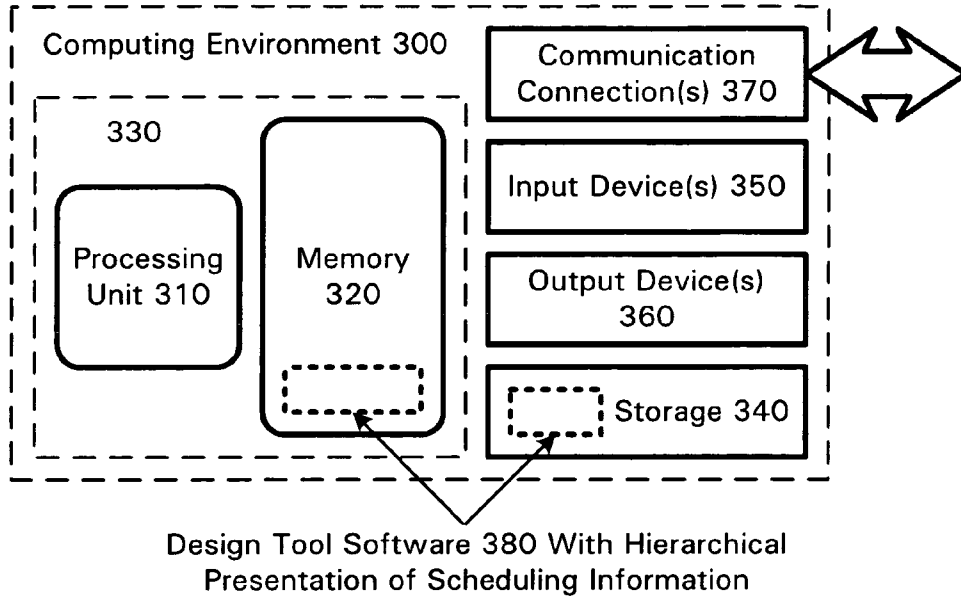 Computing Environment 300
330
Processing
Unit 310
Memory
320
Communication
Connection(s) 370
Input Device(s) 350
Output Device(s)
360
Storage 340
Design Tool Software 380 With Hierarchical
Presentation of Scheduling Information